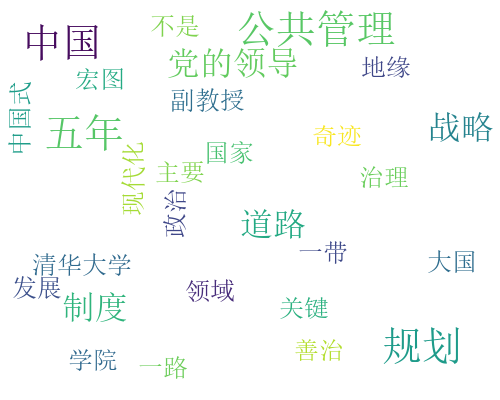 不是
公共管理
中国
党的领导
地缘
宏图
副教授
中国式
五年
战略
奇迹
国家
现代化
主要
治理
政治
道路
一带
清华大学
大国
发展
领域
制度
关键
规划
善治
学院
一路